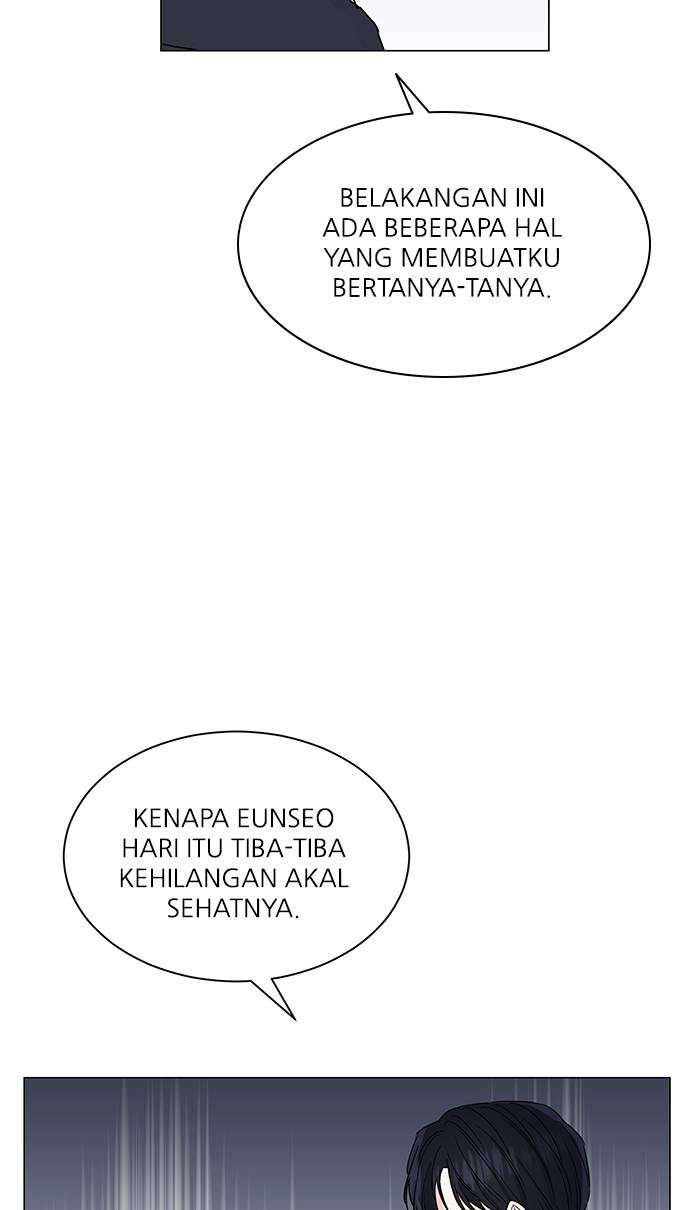 BELAKANGAN INI
ADA BEBERAPA HAL
YANG MEMBUATKU
BERTANYA-TANYA.
KENAPA EUNSEO
HARI ITU TIBA-TIBA
KEHILANGAN AKAL
SEHATNYA.